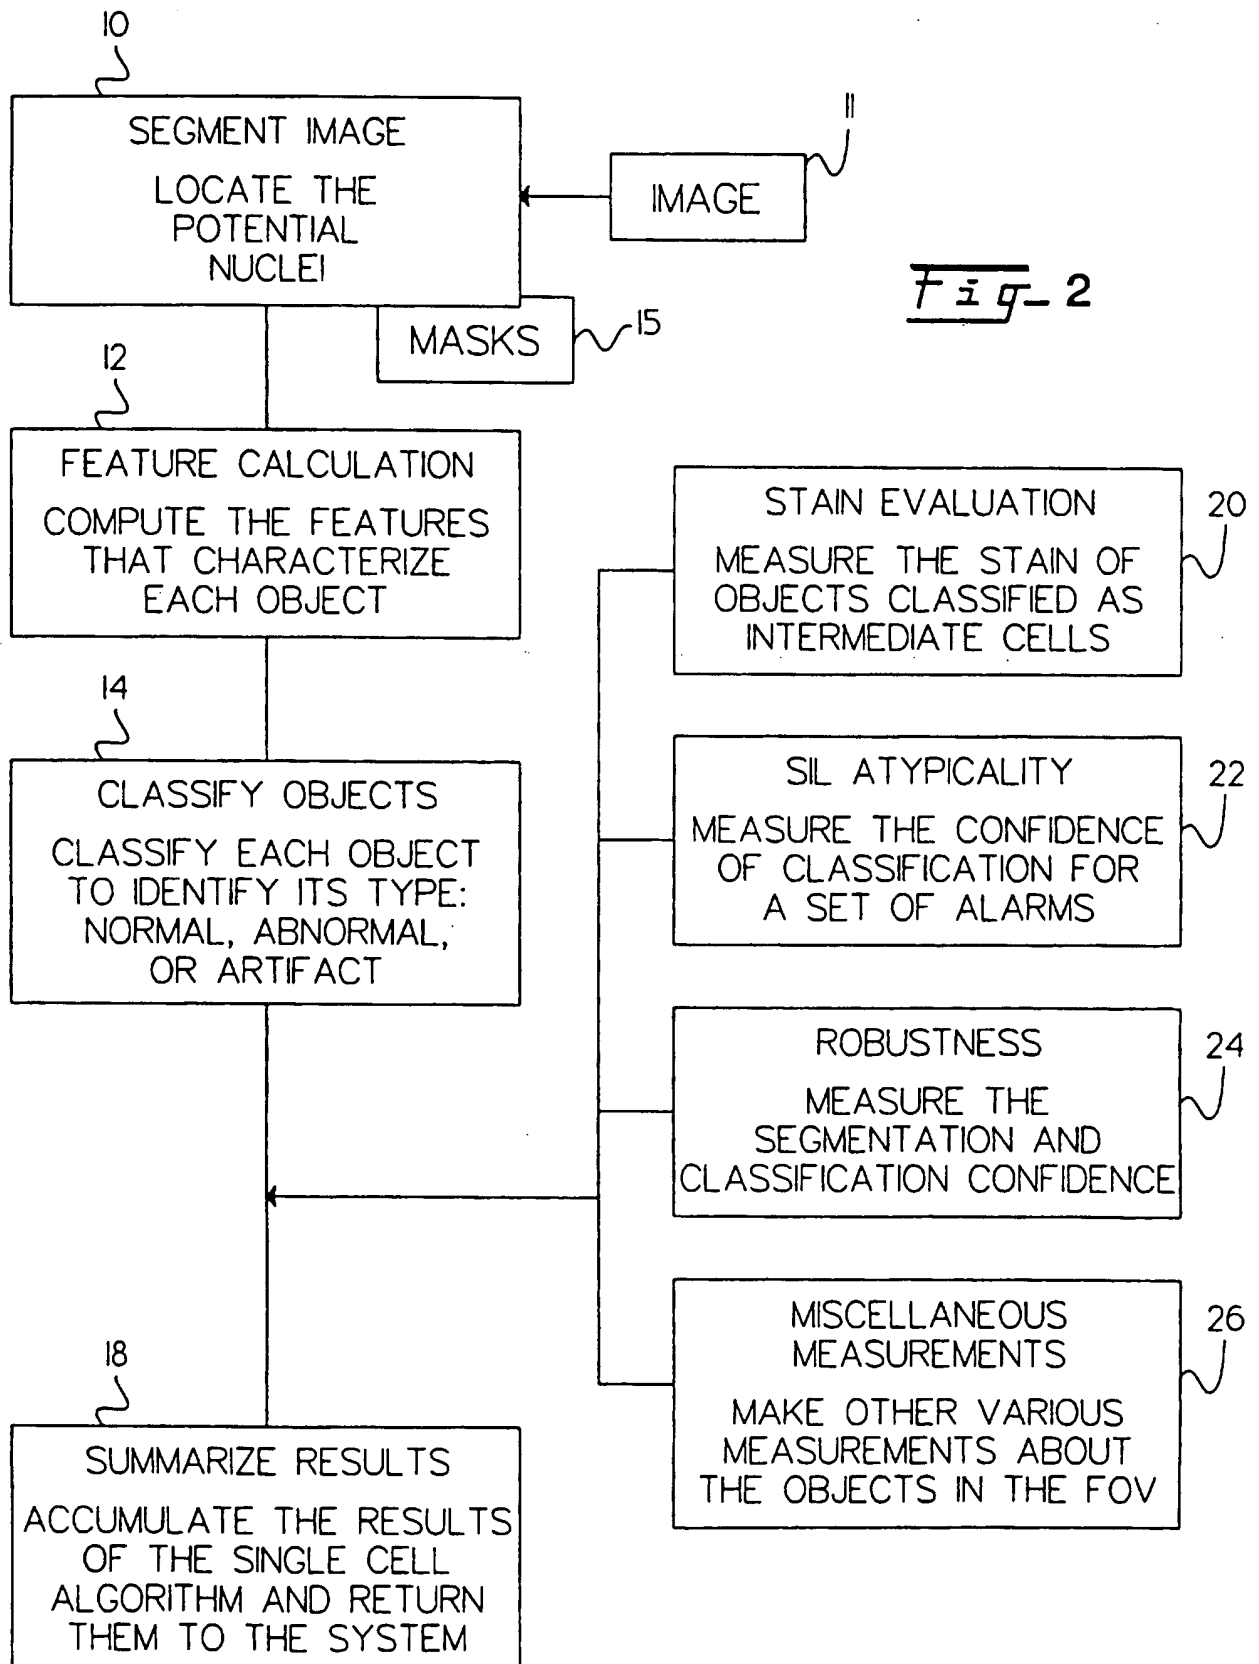 10
SEGMENT IMAGE
LOCATE THE
POTENTIAL
NUCLEI
11
IMAGE
Fig_2
MASKS
15
12
FEATURE CALCULATION
COMPUTE THE FEATURES
THAT CHARACTERIZE
EACH OBJECT
14
CLASSIFY OBJECTS
CLASSIFY EACH OBJECT
TO IDENTIFY ITS TYPE:
NORMAL, ABNORMAL,
OR ARTIFACT
STAIN EVALUATION
MEASURE THE STAIN OF
OBJECTS CLASSIFIED AS
INTERMEDIATE CELLS
20
SIL ATYPICALITY
MEASURE THE CONFIDENCE
OF CLASSIFICATION FOR
A SET OF ALARMS
22
ROBUSTNESS
MEASURE THE
SEGMENTATION AND
CLASSIFICATION CONFIDENCE
24
MISCELLANEOUS
MEASUREMENTS
MAKE OTHER VARIOUS
MEASUREMENTS ABOUT
THE OBJECTS IN THE FOV
26
18
SUMMARIZE RESULTS
ACCUMULATE THE RESULTS
OF THE SINGLE CELL
ALGORITHM AND RETURN
THEM TO THE SYSTEM